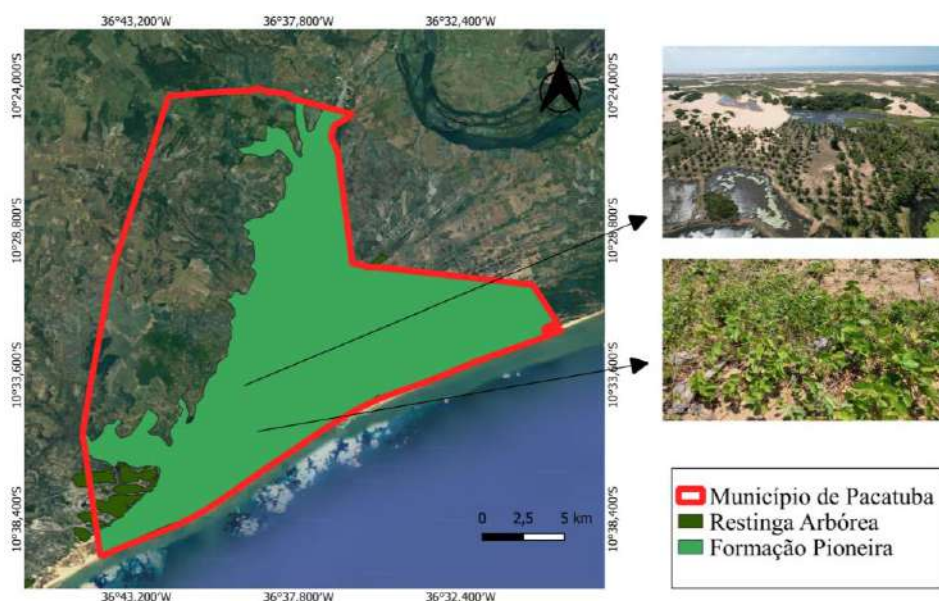 36°43,200'W 36°37,800'W 36°32,400'W
10°24,000'S
10°28,800'S
10°33,600'S
10°38,400'S
10°24,000'S
10°28,800'S
10°33,600'S
10°38,400'S
N
0 2,5 5 km
36°43,200'W 36°37,800'W 36°32,400'W
Município de Pacatuba
Restinga Arbórea
Formação Pioneira